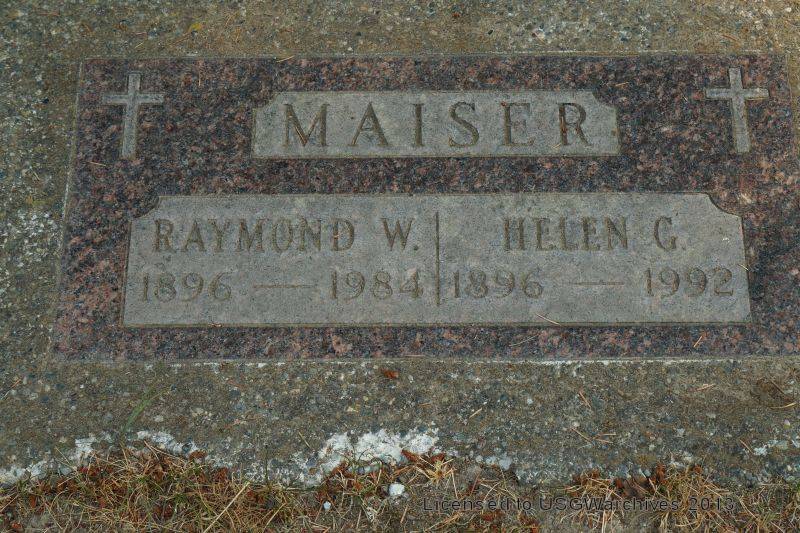 MAISER
RAYMOND W. HELEN G.
1896 — 1984 1896 — 1992
Licensed to USGWarchives 2013